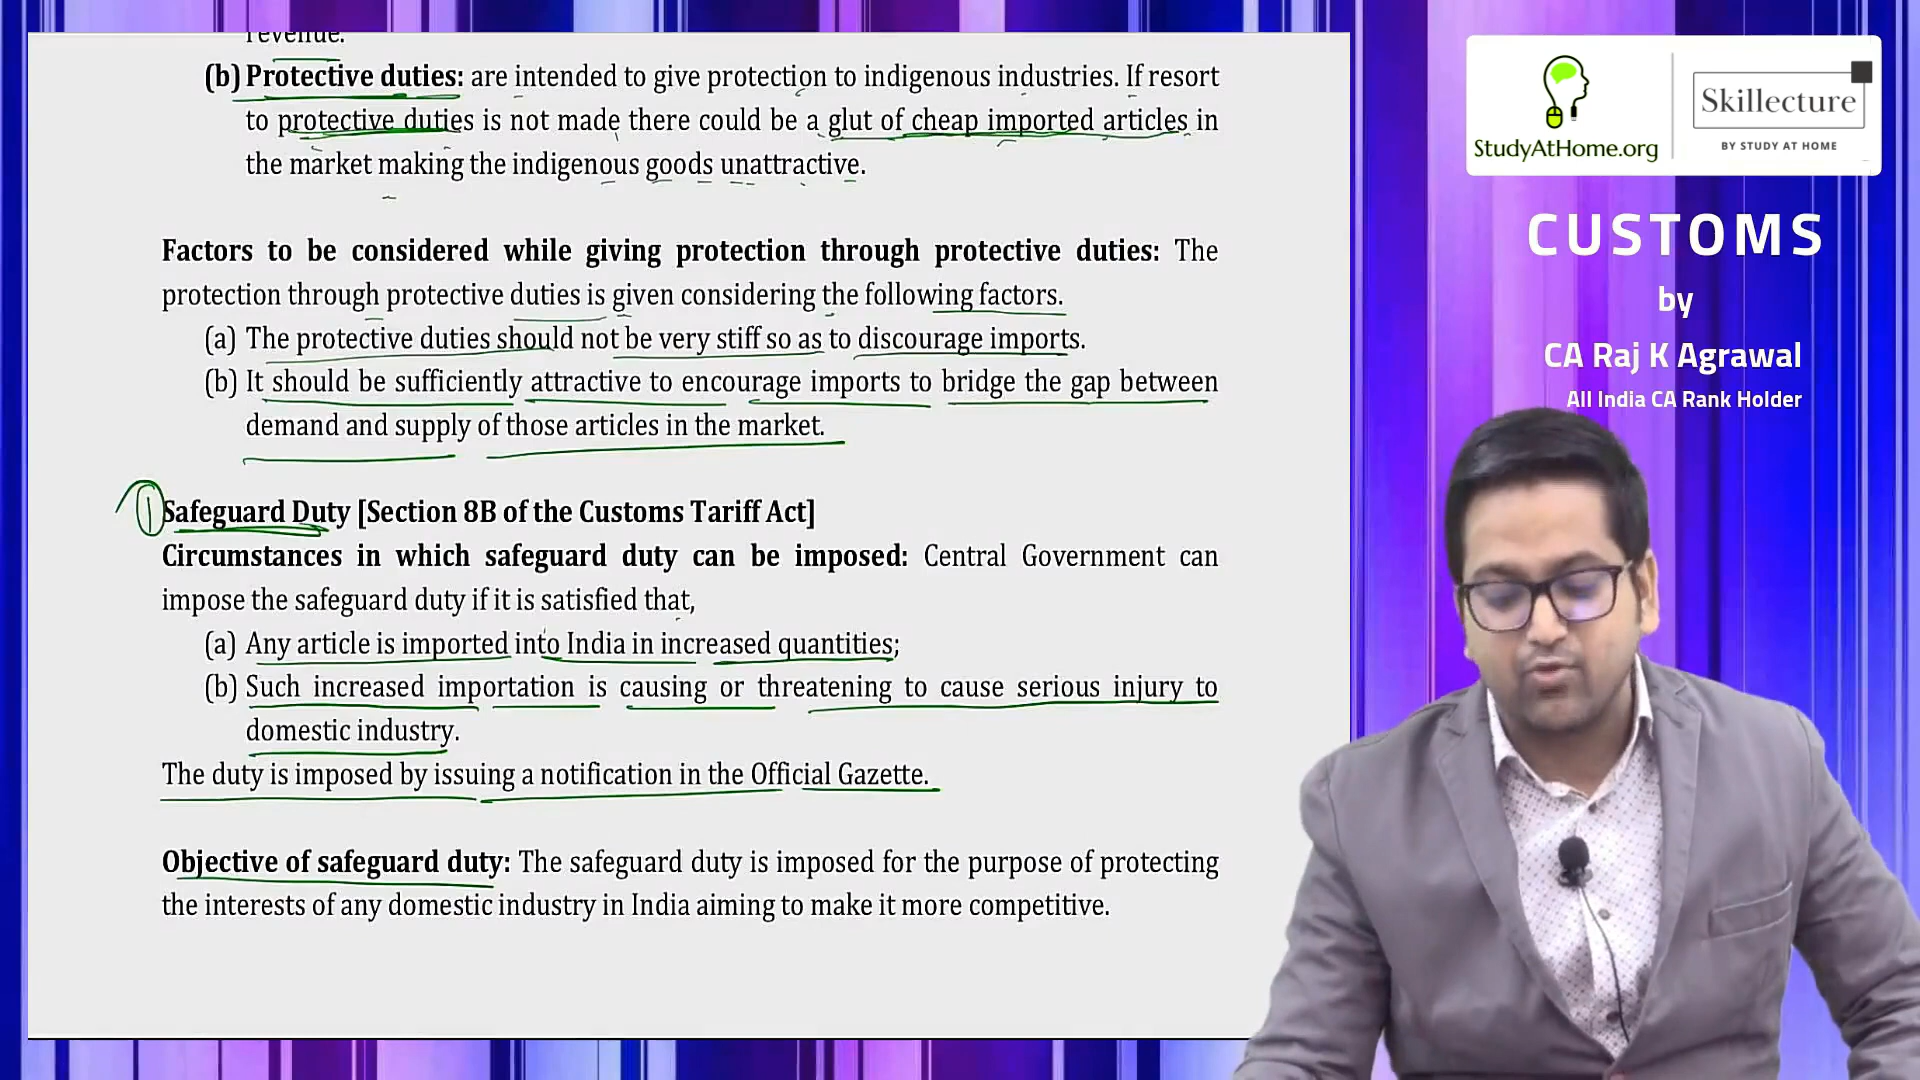 revenue.
(b) Protective duties: are intended to give protection to indigenous industries. If resort
to protective duties is not made there could be a glut of cheap imported articles in
the market making the indigenous goods unattractive.
Factors to be considered while giving protection through protective duties: The
protection through protective duties is given considering the following factors.
(a) The protective duties should not be very stiff so as to discourage imports.
(b) It should be sufficiently attractive to encourage imports to bridge the gap between
demand and supply of those articles in the market.
1
Safeguard Duty [Section 8B of the Customs Tariff Act]
Circumstances in which safeguard duty can be imposed: Central Government can
impose the safeguard duty if it is satisfied that,
(a) Any article is imported into India in increased quantities;
(b) Such increased importation is causing or threatening to cause serious injury to
domestic industry.
The duty is imposed by issuing a notification in the Official Gazette.
Objective of safeguard duty: The safeguard duty is imposed for the purpose of protecting
the interests of any domestic industry in India aiming to make it more competitive.
StudyAtHome.org
Skillecture
BY STUDY AT HOME
CUSTOMS
by
CA Raj K Agrawal
All India CA Rank Holder